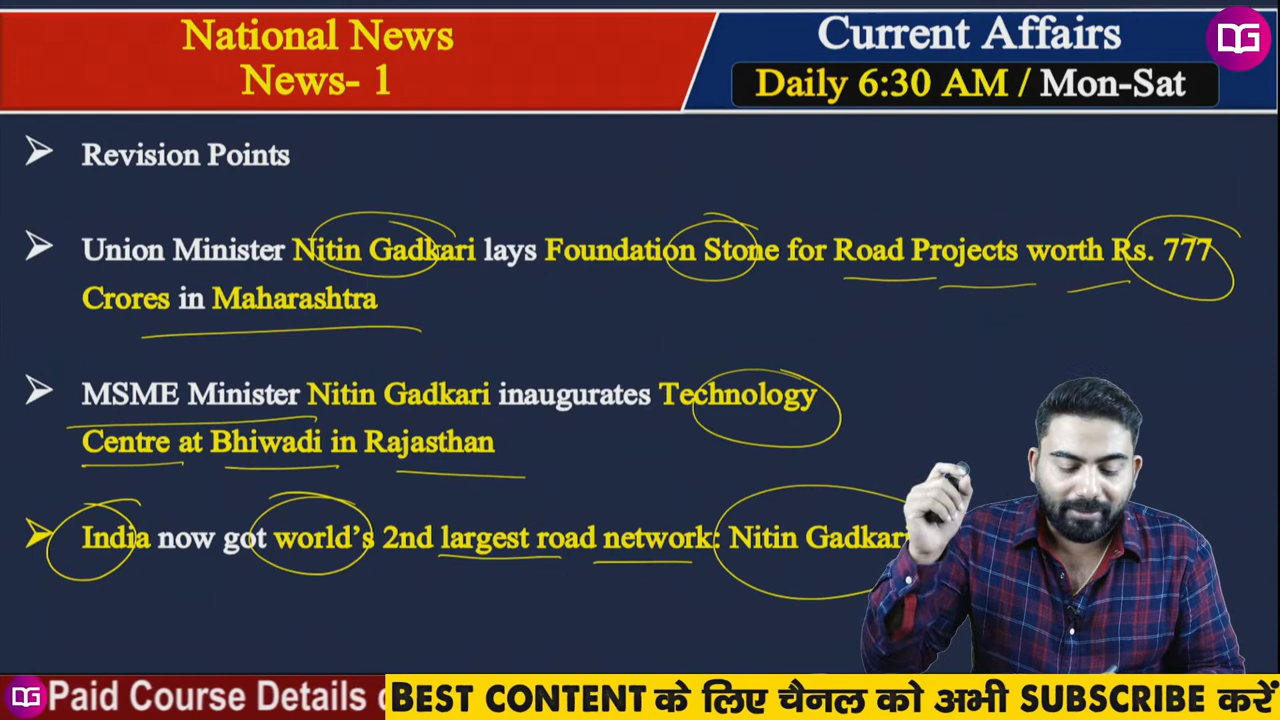 National News
News- 1
Current Affairs
Daily 6:30 AM / Mon-Sat
DG
Revision Points
Union Minister Nitin Gadkari lays Foundation Stone for Road Projects worth Rs. 777
Crores in Maharashtra
MSME Minister Nitin Gadkari inaugurates Technology
Centre at Bhiwadi in Rajasthan
India now got world's 2nd largest road network: Nitin Gadkari
DG Paid Course Details
BEST CONTENT के लिए चैनल को अभी SUBSCRIBE करें